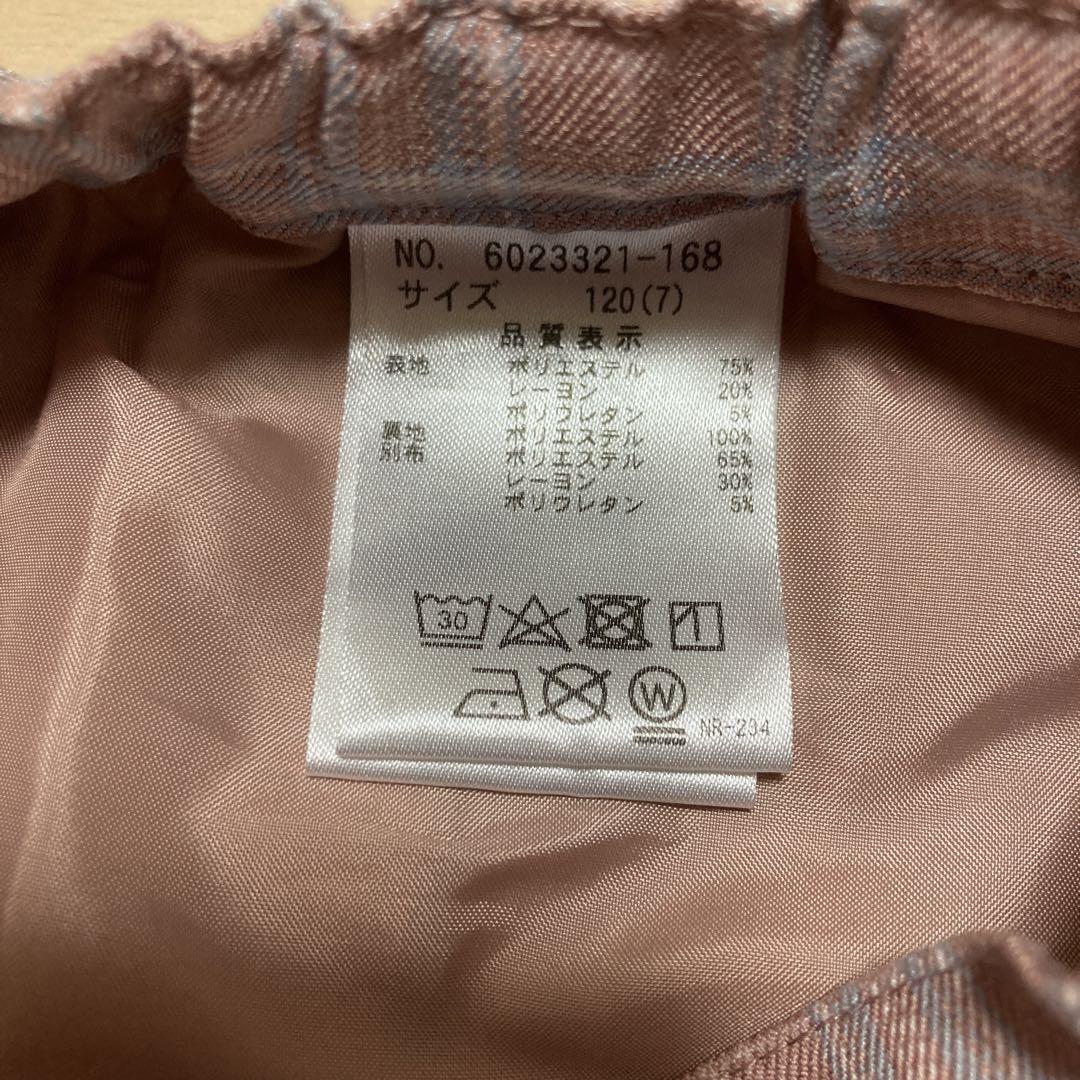 NO. 6023321-168
サイズ 120(7)
品質表示
表地 ポリエステル 75%
レーヨン 20%
ポリウレタン 5%
裏地 ポリエステル 100%
別布 ポリエステル 65%
レーヨン 30%
ポリウレタン 5%
30
W
NR-234